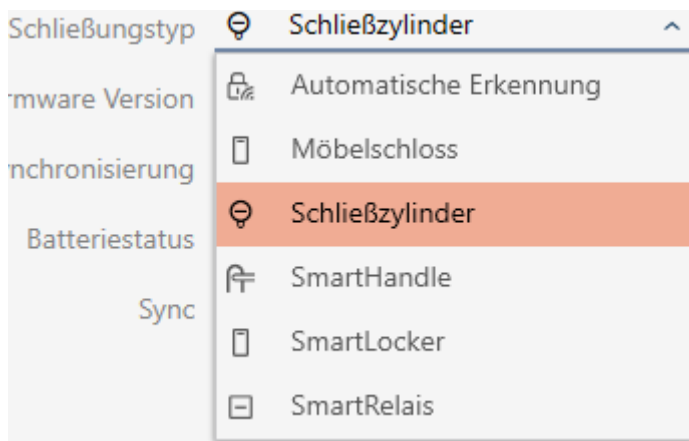 Schließungstyp Schließzylinder
rmware Version Automatische Erkennung
Möbelschloss
nchronisierung
Schließzylinder
Batteriestatus
SmartHandle
Sync
SmartLocker
SmartRelais